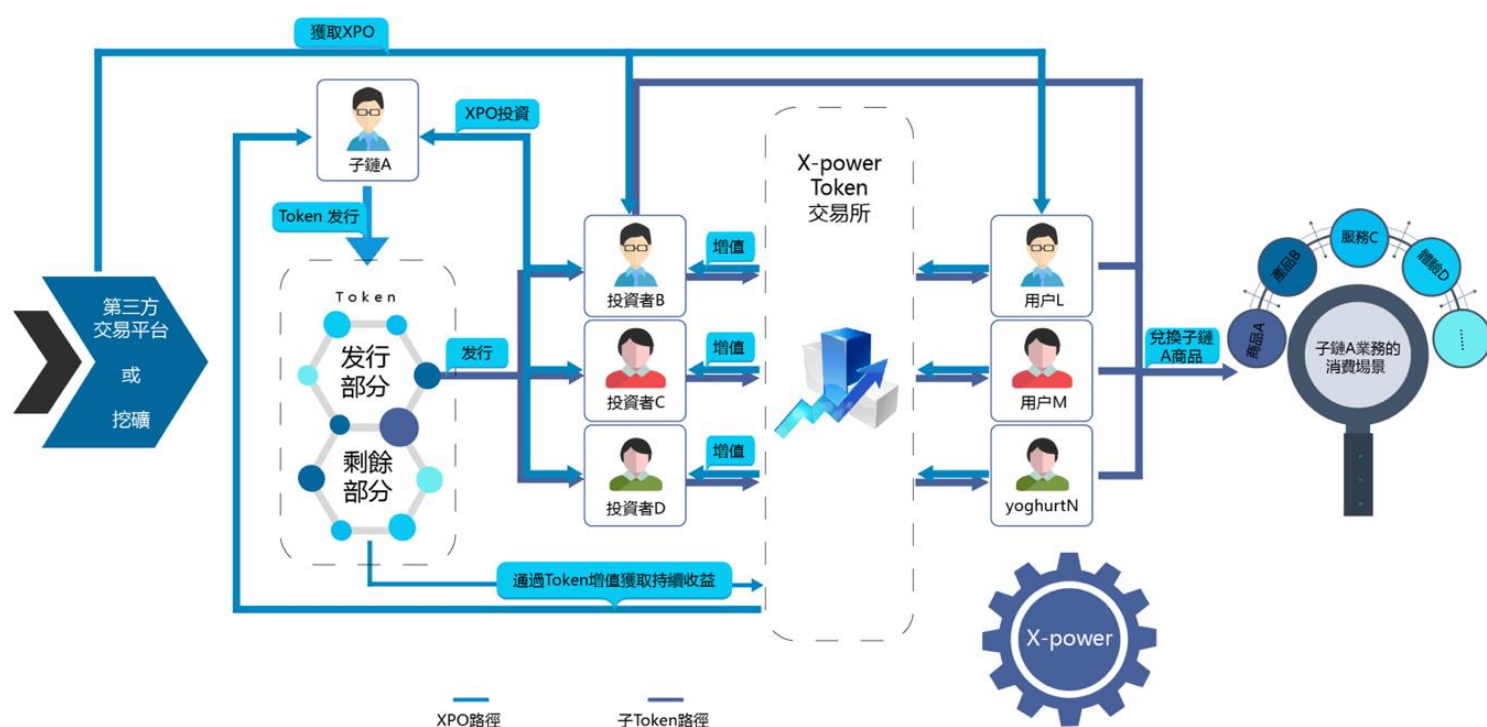 獲取XPO
XPO投資
子鏈A
Token 发行
X-power
Token
交易所
第三方
交易平台
或
挖礦
Token
发行
部分
剩餘
部分
发行
投資者B
投資者C
投資者D
增值
增值
增值
用户L
用户M
yoghurtN
兌換子鏈
A商品
商品A
產品B
服務C
體驗D
......
子鏈A業務的
消費場景
通過Token增值獲取持續收益
X-power
XPO路徑
子Token路徑